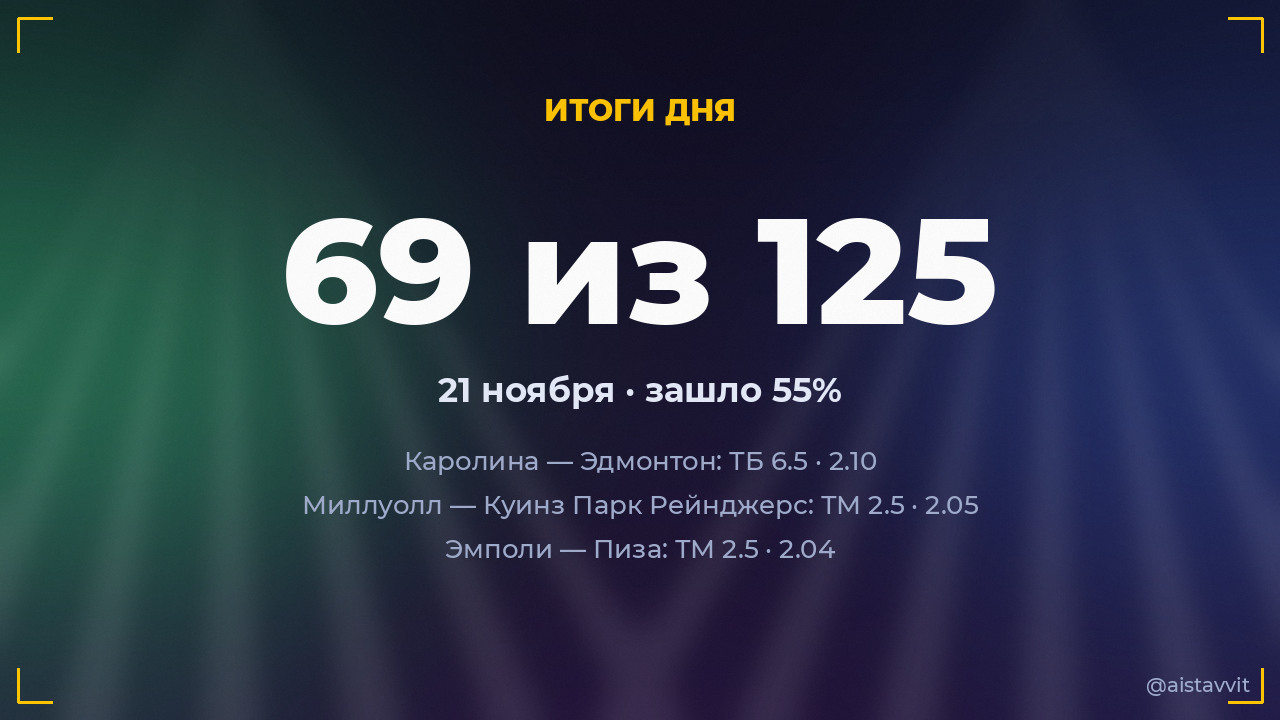 ИТОГИ ДНЯ
69 из 125
21 ноября · зашло 55%
Каролина — Эдмонтон: ТБ 6.5 · 2.10
Миллуолл — Куинз Парк Рейнджерс: ТМ 2.5 · 2.05
Эмполи — Пиза: ТМ 2.5 · 2.04
@aistavvit